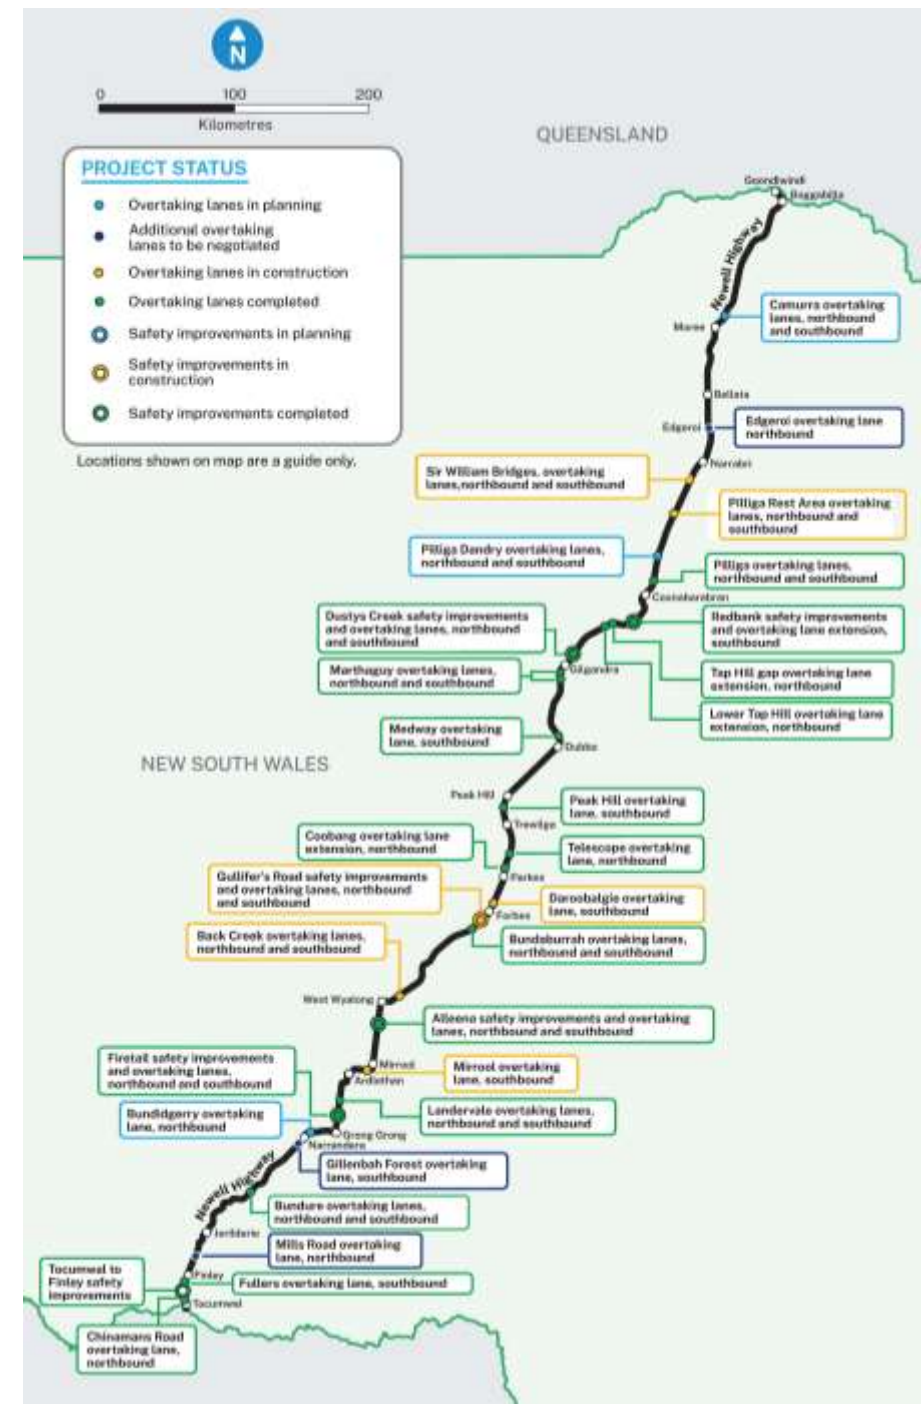 N
0 100 200
Kilometres
QUEENSLAND
PROJECT STATUS
Overtaking lanes in planning
Additional overtaking
lanes to be negotiated
Overtaking lanes in construction
Overtaking lanes completed
Safety improvements in planning
Safety improvements in
construction
Safety improvements completed
Locations shown on map are a guide only.
Goondiwindi
Boggabilla
Newell Highway
Camurra overtaking
lanes, northbound
and southbound
Moree
Bellata
Edgeroi
Edgeroi overtaking lane
northbound
Narrabri
Sir William Bridges, overtaking
lanes,northbound and southbound
Pilliga Rest Area overtaking
lanes, northbound and
southbound
Pilliga Dandry overtaking lanes,
northbound and southbound
Pilliga overtaking lanes,
northbound and southbound
Coonabarabran
Dustys Creek safety improvements
and overtaking lanes, northbound
and southbound
Redbank safety improvements
and overtaking lane extension,
southbound
Gilgandra
Marthaguy overtaking lanes,
northbound and southbound
Tap Hill gap overtaking lane
extension, northbound
Lower Tap Hill overtaking lane
extension, northbound
Medway overtaking
lane, southbound
Dubbo
NEW SOUTH WALES
Peak Hill
Peak Hill overtaking
lane, southbound
Trewilga
Coobang overtaking lane
extension, northbound
Telescope overtaking
lane, northbound
Parkes
Gullifer's Road safety improvements
and overtaking lanes, northbound
and southbound
Daroobalgie overtaking
lane, southbound
Forbes
Back Creek overtaking lanes,
northbound and southbound
Bundaburrah overtaking lanes,
northbound and southbound
West Wyalong
Alleena safety improvements and overtaking
lanes, northbound and southbound
Firetail safety improvements
and overtaking lanes,
northbound and southbound
Mirrool
Ardlethan
Mirrool overtaking
lane, southbound
Bundidgerry overtaking
lane, northbound
Landervale overtaking lanes,
northbound and southbound
Grong Grong
Narrandera
Gillenbah Forest overtaking
lane, southbound
Newell Highway
Bundure overtaking lanes,
northbound and southbound
Jerilderie
Mills Road overtaking
lane, northbound
Tocumwal to
Finley safety
improvements
Finley
Fullers overtaking lane, southbound
Tocumwal
Chinamans Road
overtaking lane,
northbound